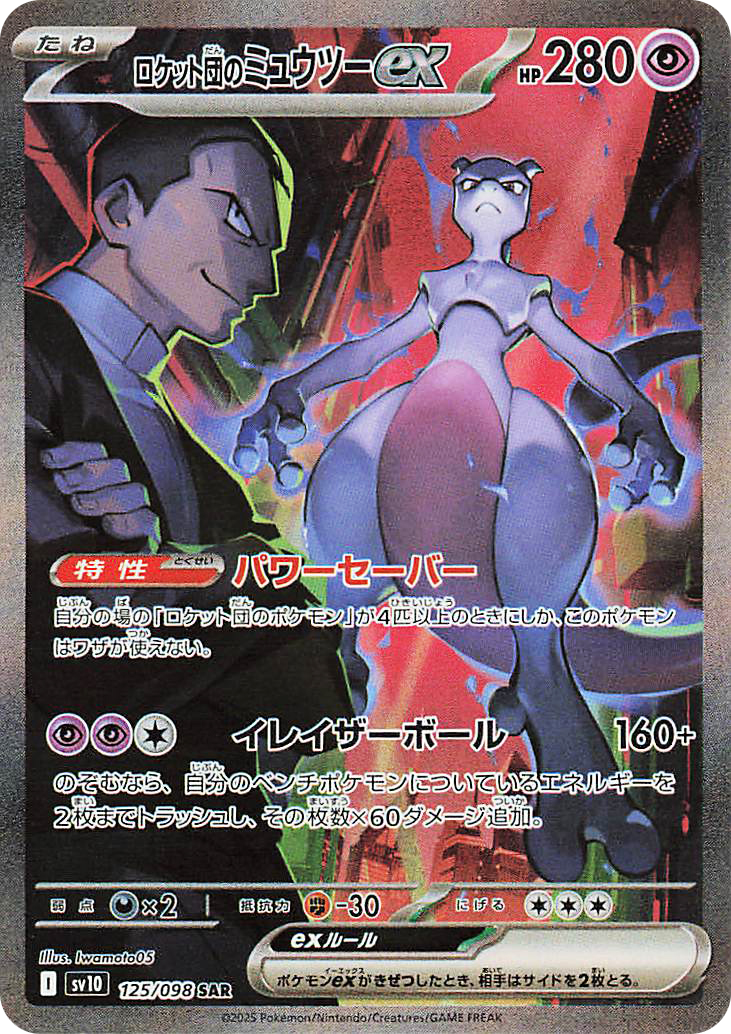 たね ロケット団のミュウツーex HP280
特性 とくせい パワーセーバー
自分の場の「ロケット団のポケモン」が4匹以上のときにしか、このポケモン
はワザが使えない。
イレイザーボール 160+
のぞむなら、自分のベンチポケモンについているエネルギーを
2枚までトラッシュし、その枚数×60ダメージ追加。
弱点 ×2 抵抗力 -30 にげる
exルール
ポケモンexがきぜつしたとき、相手はサイドを2枚とる。
Illus. Iwamoto05
I sv10 125/098 SAR
©2025 Pokémon/Nintendo/Creatures/GAME FREAK